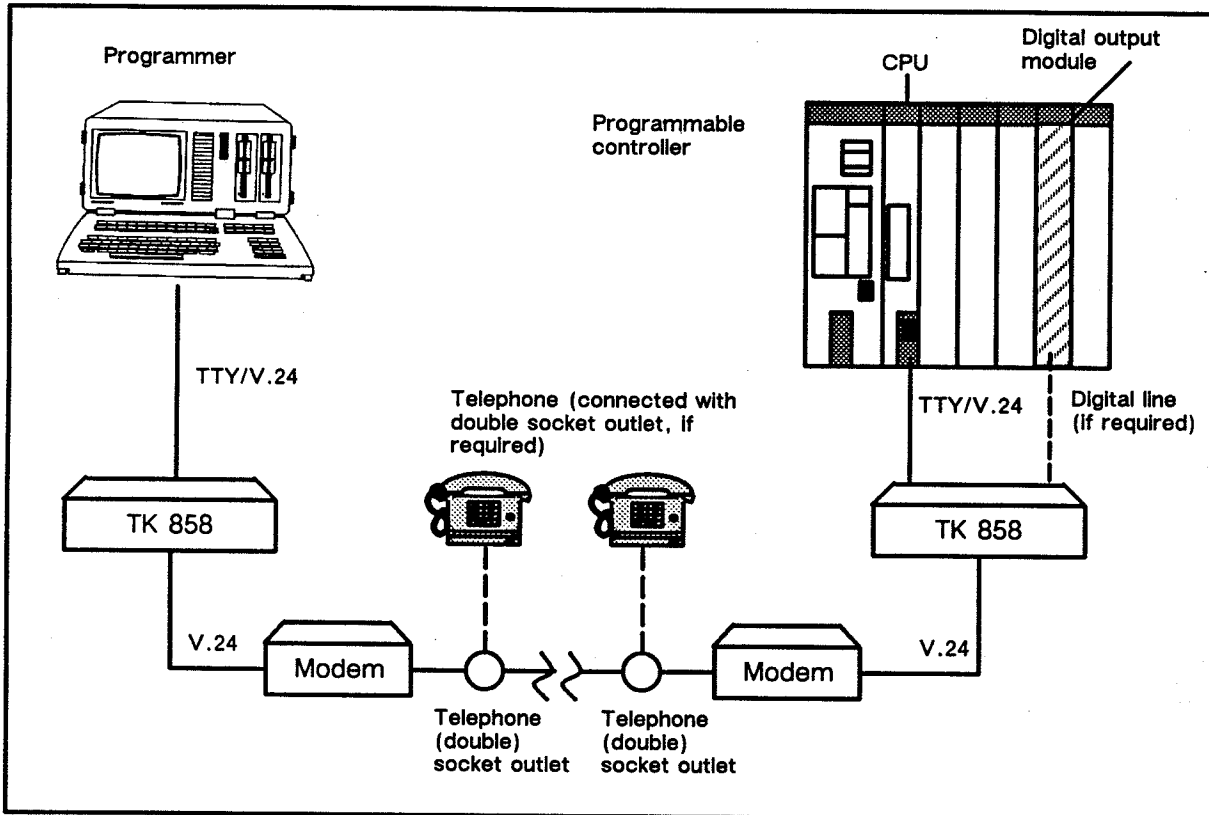 Programmer
Digital output
module
CPU
Programmable
controller
TTY/V.24
Telephone (connected with
double socket outlet, if
required)
TTY/V.24
Digital line
(if required)
TK 858
TK 858
V.24
Modem
Modem
V.24
Telephone
(double)
socket outlet
Telephone
(double)
socket outlet